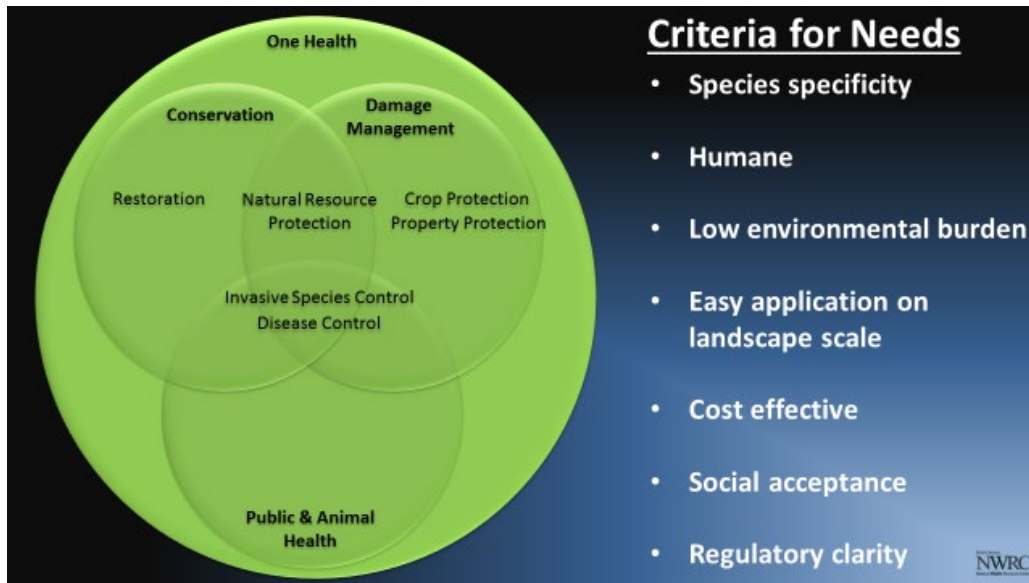 One Health
Conservation
Damage
Management
Restoration
Natural Resource
Protection
Crop Protection
Property Protection
Invasive Species Control
Disease Control
Public & Animal
Health
Criteria for Needs
• Species specificity
• Humane
• Low environmental burden
• Easy application on
landscape scale
• Cost effective
• Social acceptance
• Regulatory clarity
NWRC